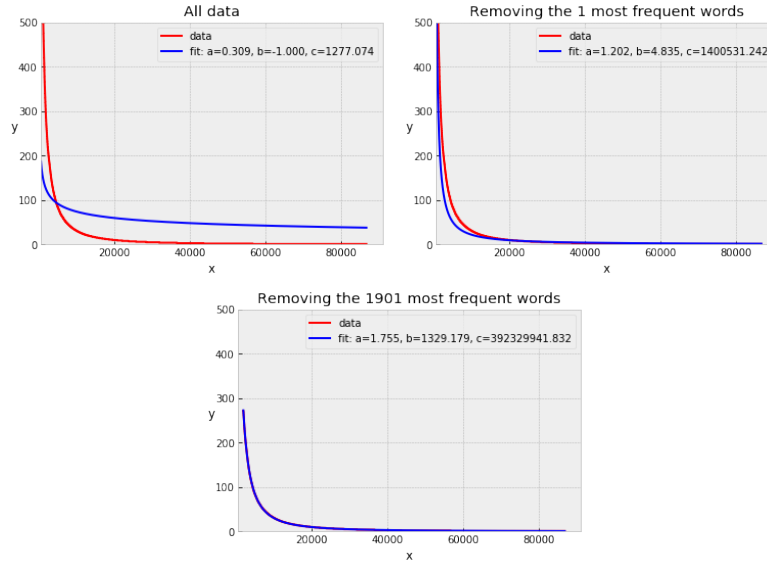 All data
500
400
300
200
100
0
y
20000
40000
60000
80000
x
data
fit: a=0.309, b=-1.000, c=1277.074
Removing the 1 most frequent words
500
400
300
200
100
0
y
20000
40000
60000
80000
x
data
fit: a=1.202, b=4.835, c=1400531.242
Removing the 1901 most frequent words
500
400
300
200
100
0
y
20000
40000
60000
80000
x
data
fit: a=1.755, b=1329.179, c=392329941.832